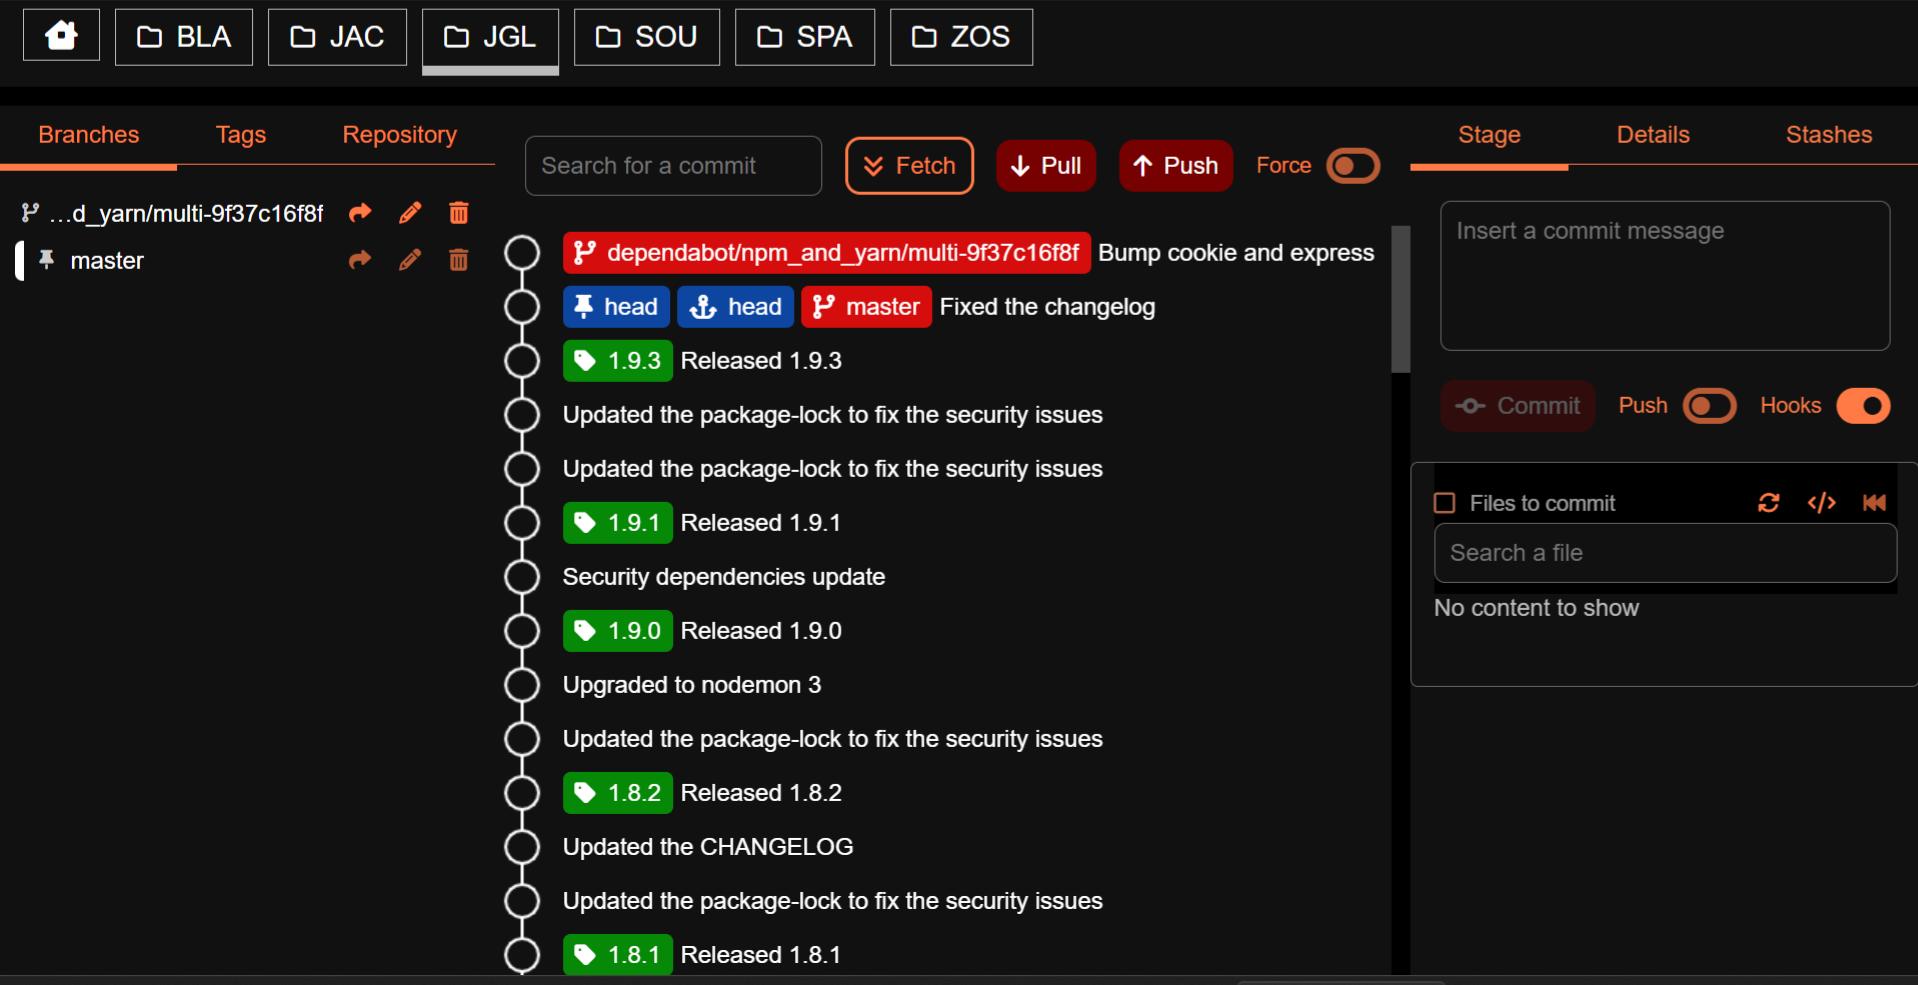 BLA JAC JGL SOU SPA ZOS
Branches Tags Repository
…d_yarn/multi-9f37c16f8f
master
Search for a commit Fetch Pull Push Force
dependabot/npm_and_yarn/multi-9f37c16f8f Bump cookie and express
head head master Fixed the changelog
1.9.3 Released 1.9.3
Updated the package-lock to fix the security issues
Updated the package-lock to fix the security issues
1.9.1 Released 1.9.1
Security dependencies update
1.9.0 Released 1.9.0
Upgraded to nodemon 3
Updated the package-lock to fix the security issues
1.8.2 Released 1.8.2
Updated the CHANGELOG
Updated the package-lock to fix the security issues
1.8.1 Released 1.8.1
Stage Details Stashes
Insert a commit message
Commit Push Hooks
Files to commit
Search a file
No content to show